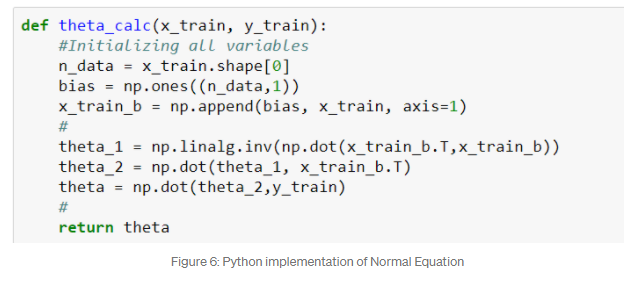 def theta_calc(x_train, y_train):
    #Initializing all variables
    n_data = x_train.shape[0]
    bias = np.ones((n_data,1))
    x_train_b = np.append(bias, x_train, axis=1)
    #
    theta_1 = np.linalg.inv(np.dot(x_train_b.T,x_train_b))
    theta_2 = np.dot(theta_1, x_train_b.T)
    theta = np.dot(theta_2,y_train)
    #
    return theta
Figure 6: Python implementation of Normal Equation